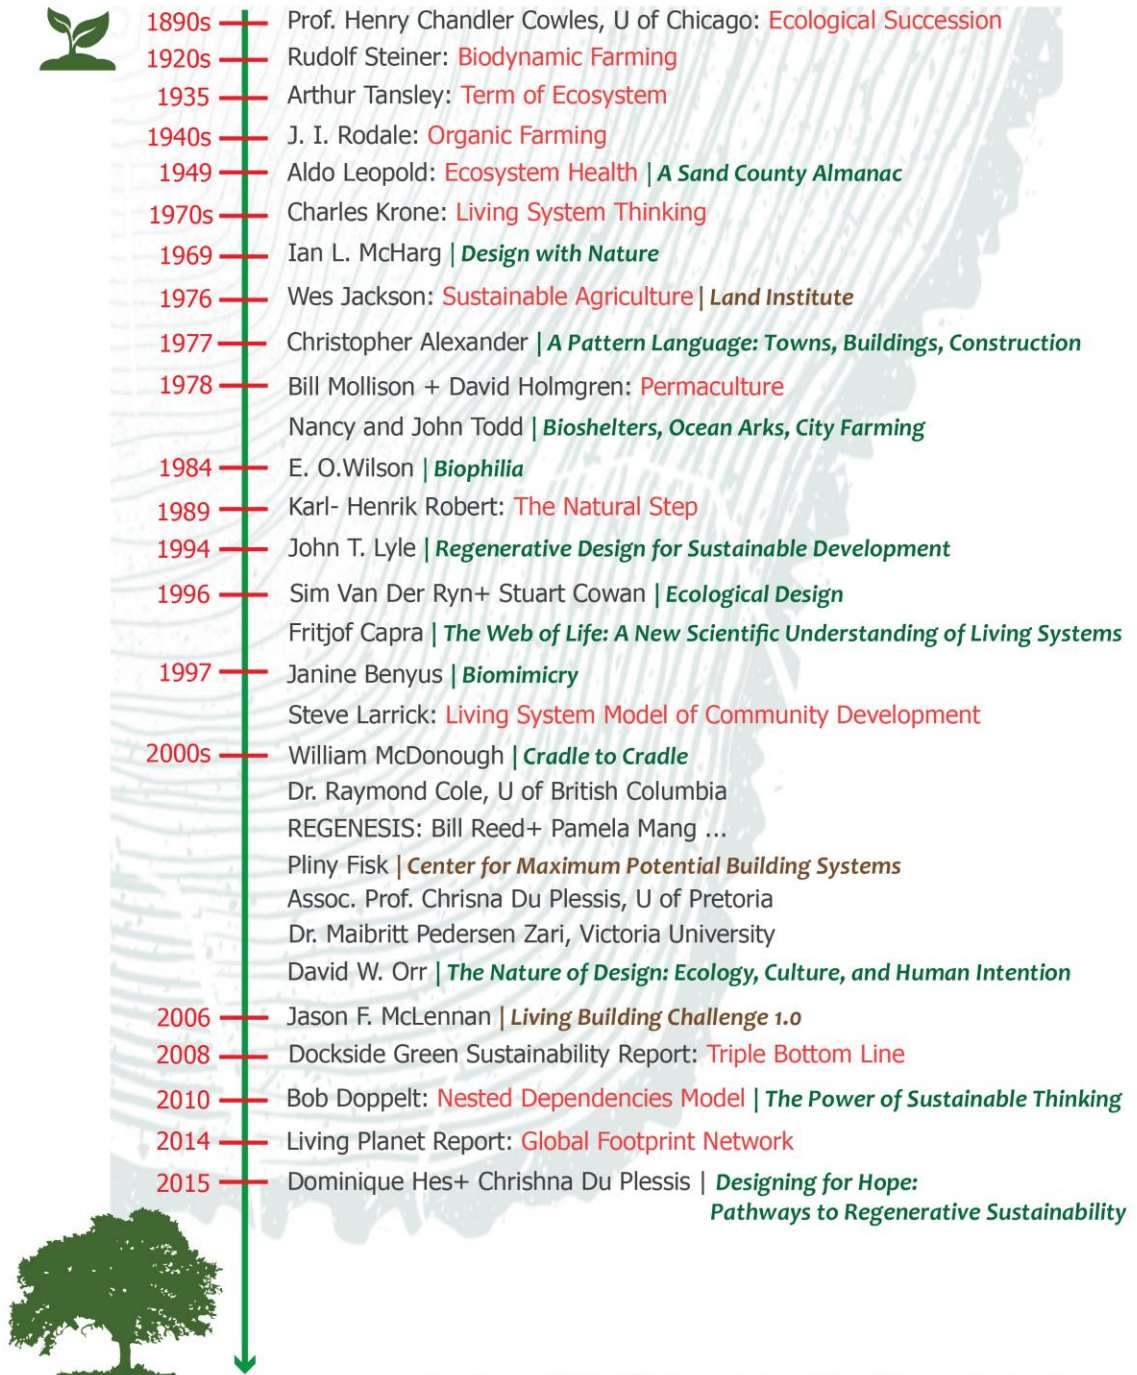 1890s Prof. Henry Chandler Cowles, U of Chicago: Ecological Succession
1920s Rudolf Steiner: Biodynamic Farming
1935 Arthur Tansley: Term of Ecosystem
1940s J. I. Rodale: Organic Farming
1949 Aldo Leopold: Ecosystem Health | A Sand County Almanac
1970s Charles Krone: Living System Thinking
1969 Ian L. McHarg | Design with Nature
1976 Wes Jackson: Sustainable Agriculture | Land Institute
1977 Christopher Alexander | A Pattern Language: Towns, Buildings, Construction
1978 Bill Mollison + David Holmgren: Permaculture
Nancy and John Todd | Bioshelters, Ocean Arks, City Farming
1984 E. O.Wilson | Biophilia
1989 Karl- Henrik Robert: The Natural Step
1994 John T. Lyle | Regenerative Design for Sustainable Development
1996 Sim Van Der Ryn+ Stuart Cowan | Ecological Design
Fritjof Capra | The Web of Life: A New Scientific Understanding of Living Systems
1997 Janine Benyus | Biomimicry
Steve Larrick: Living System Model of Community Development
2000s William McDonough | Cradle to Cradle
Dr. Raymond Cole, U of British Columbia
REGENESIS: Bill Reed+ Pamela Mang ...
Pliny Fisk | Center for Maximum Potential Building Systems
Assoc. Prof. Chrisna Du Plessis, U of Pretoria
Dr. Maibritt Pedersen Zari, Victoria University
David W. Orr | The Nature of Design: Ecology, Culture, and Human Intention
2006 Jason F. McLennan | Living Building Challenge 1.0
2008 Dockside Green Sustainability Report: Triple Bottom Line
2010 Bob Doppelt: Nested Dependencies Model | The Power of Sustainable Thinking
2014 Living Planet Report: Global Footprint Network
2015 Dominique Hes+ Chrishna Du Plessis | Designing for Hope:
Pathways to Regenerative Sustainability